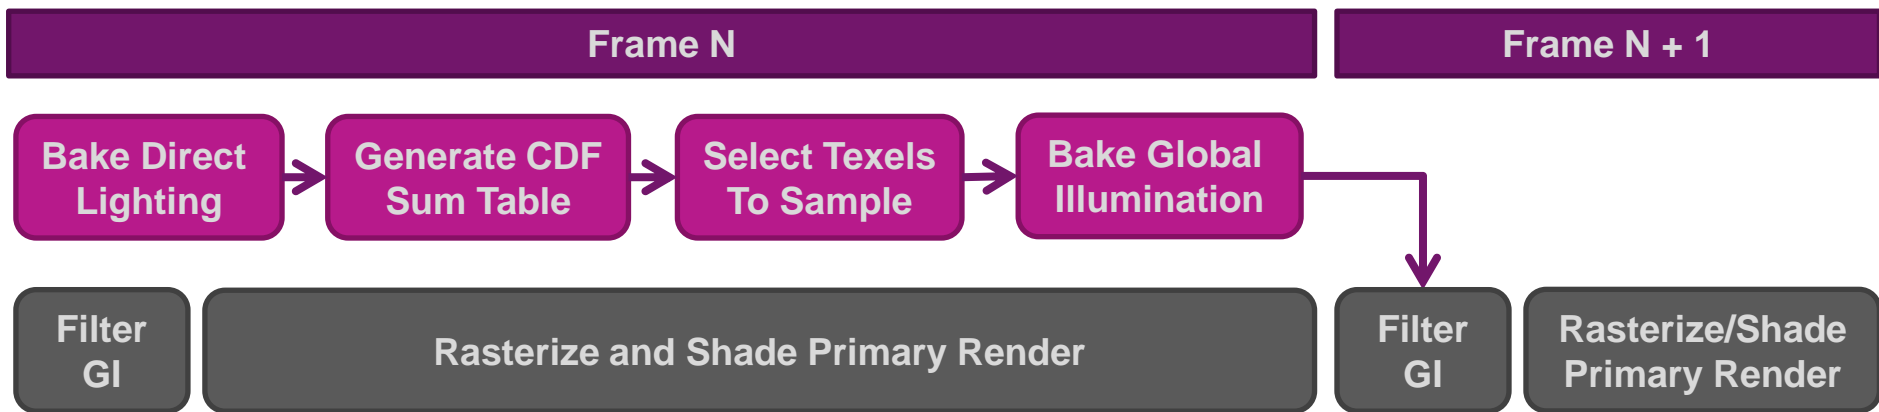 Frame N
Frame N + 1
Bake Direct
Lighting
Generate CDF
Sum Table
Select Texels
To Sample
Bake Global
Illumination
Filter
GI
Rasterize and Shade Primary Render
Filter
GI
Rasterize/Shade
Primary Render